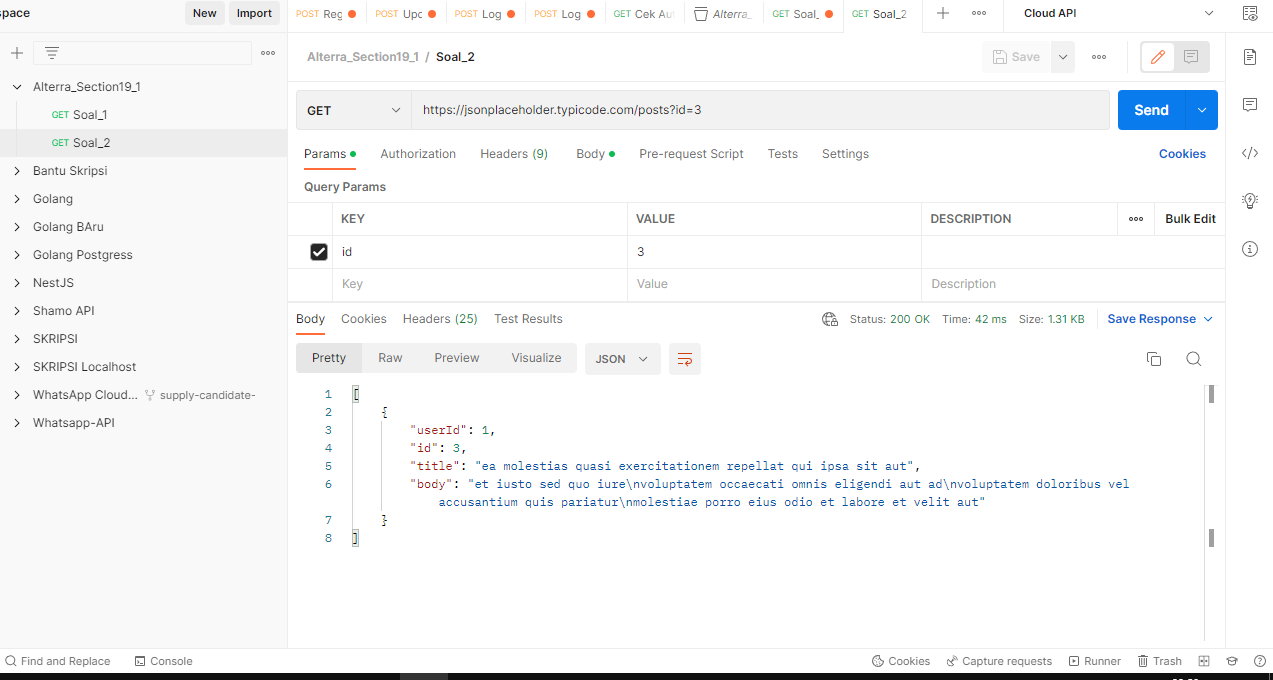 space New Import
POST Reg POST Upd POST Log POST Log GET Cek Au Alterra_ GET Soal_ GET Soal_2 Cloud API
Alterra_Section19_1 / Soal_2 Save
Alterra_Section19_1
GET Soal_1
GET Soal_2
Bantu Skripsi
Golang
Golang BAru
Golang Postgress
NestJS
Shamo API
SKRIPSI
SKRIPSI Localhost
WhatsApp Cloud... supply-candidate-
Whatsapp-API
GET https://jsonplaceholder.typicode.com/posts?id=3 Send
Params Authorization Headers (9) Body Pre-request Script Tests Settings Cookies
Query Params
KEY VALUE DESCRIPTION Bulk Edit
id 3
Key Value Description
Body Cookies Headers (25) Test Results Status: 200 OK Time: 42 ms Size: 1.31 KB Save Response
Pretty Raw Preview Visualize JSON
1 [
2 {
3 "userId": 1,
4 "id": 3,
5 "title": "ea molestias quasi exercitationem repellat qui ipsa sit aut",
6 "body": "et iusto sed quo iure\nvoluptatem occaecati omnis eligendi aut ad\nvoluptatem doloribus vel
accusantium quis pariatur\nmolestiae porro eius odio et labore et velit aut"
7 }
8 ]
Find and Replace Console Cookies Capture requests Runner Trash